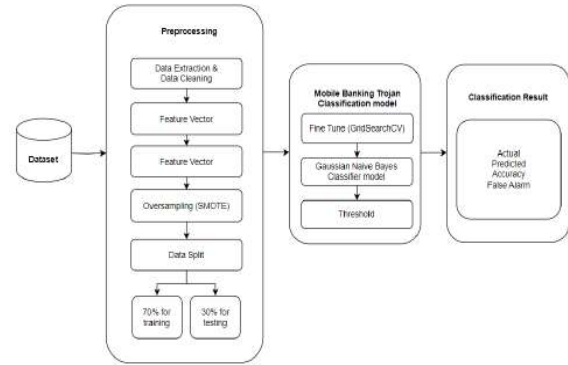 Dataset
Preprocessing
Data Extraction &
Data Cleaning
Feature Vector
Feature Vector
Oversampling (SMOTE)
Data Split
70% for
training
30% for
testing
Mobile Banking Trojan
Classification model
Fine Tune (GridSearchCV)
Gaussian Naive Bayes
Classifier model
Threshold
Classification Result
Actual
Predicted
Accuracy
False Alarm